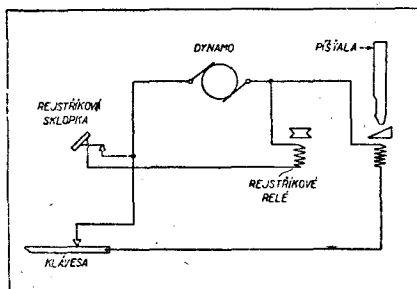 DYNAMO
PÍŠŤALA
REJSTŘÍKOVÁ
SKLOPKA
REJSTŘÍKOVÉ
RELÉ
KLÁVESA